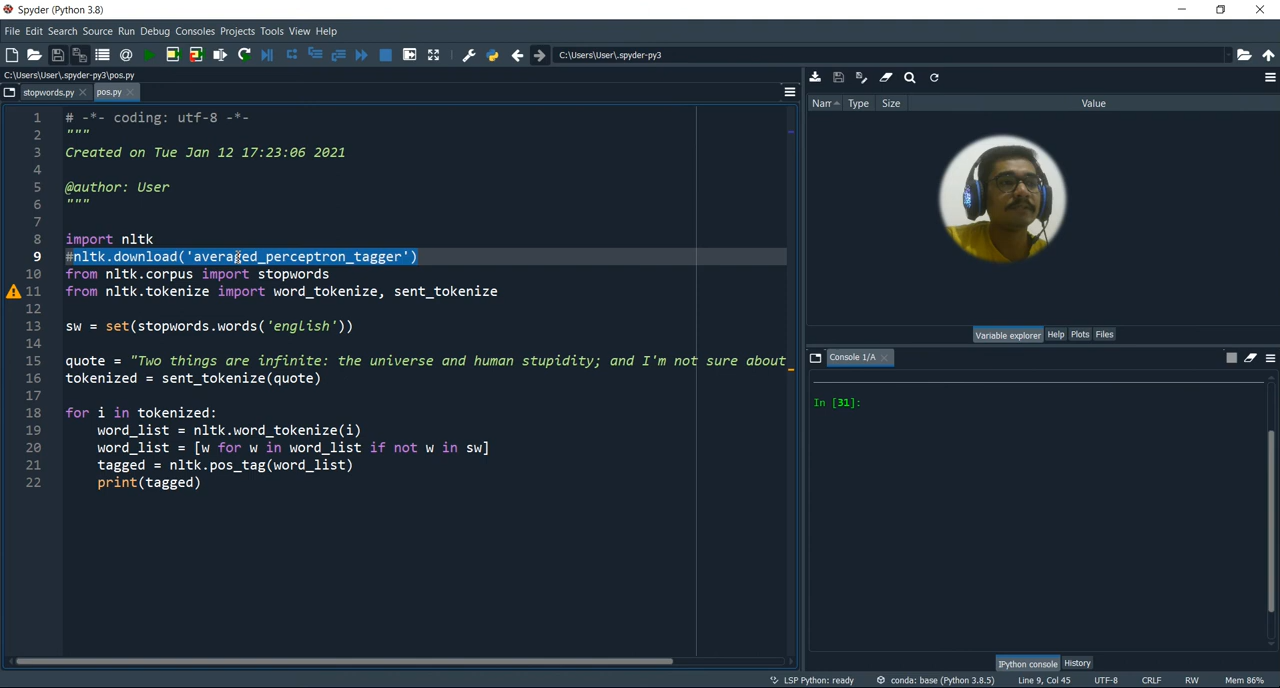 Spyder (Python 3.8)
File Edit Search Source Run Debug Consoles Projects Tools View Help
C:\Users\User\.spyder-py3
C:\Users\User\.spyder-py3\pos.py
stopwords.py pos.py
1 # -*- coding: utf-8 -*-
2 """
3 Created on Tue Jan 12 17:23:06 2021
4
5 @author: User
6 """
7
8 import nltk
9 #nltk.download('averaged_perceptron_tagger')
10 from nltk.corpus import stopwords
11 from nltk.tokenize import word_tokenize, sent_tokenize
12
13 sw = set(stopwords.words('english'))
14
15 quote = "Two things are infinite: the universe and human stupidity; and I'm not sure about
16 tokenized = sent_tokenize(quote)
17
18 for i in tokenized:
19 word_list = nltk.word_tokenize(i)
20 word_list = [w for w in word_list if not w in sw]
21 tagged = nltk.pos_tag(word_list)
22 print(tagged)
Nam Type Size Value
Variable explorer Help Plots Files
Console 1/A
In [31]:
IPython console History
LSP Python: ready conda: base (Python 3.8.5) Line 9, Col 45 UTF-8 CRLF RW Mem 86%